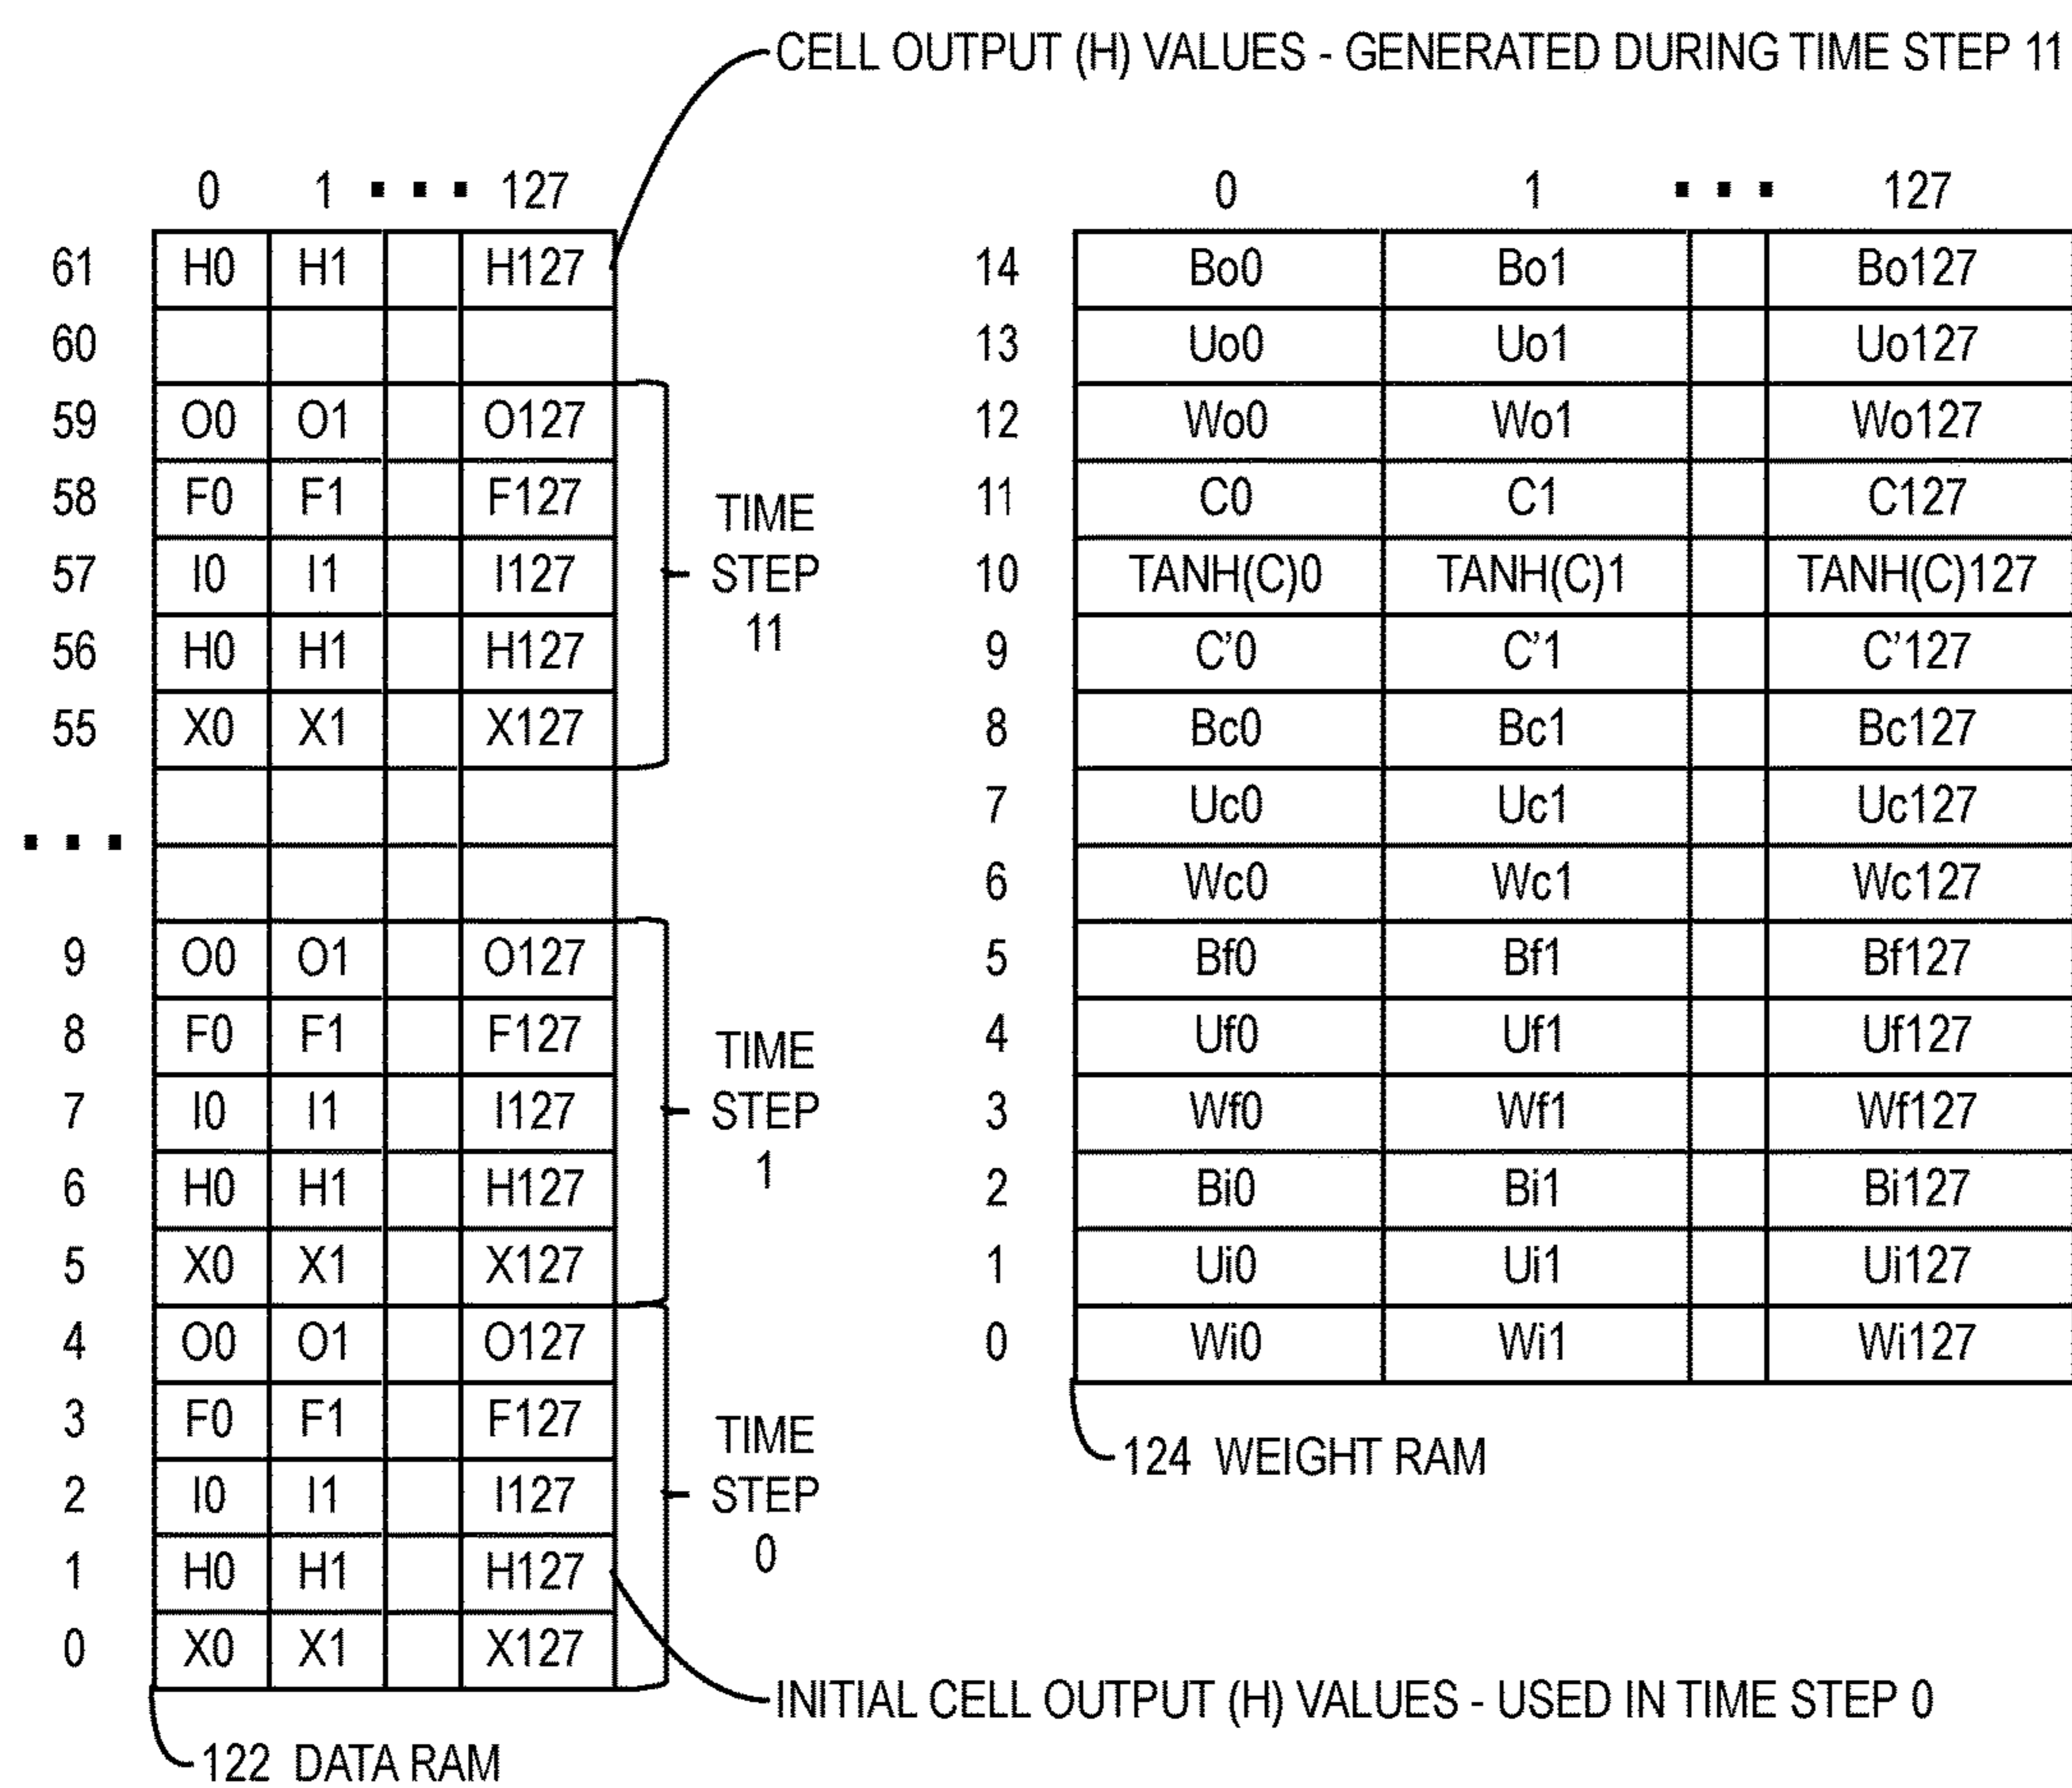 CELL OUTPUT (H) VALUES - GENERATED DURING TIME STEP 11
0 1 ▪ ▪ ▪ 127
61 H0 H1 H127
60
59 O0 O1 O127
58 F0 F1 F127
57 I0 I1 I127
56 H0 H1 H127
55 X0 X1 X127
TIME
STEP
11
▪ ▪ ▪
9 O0 O1 O127
8 F0 F1 F127
7 I0 I1 I127
6 H0 H1 H127
5 X0 X1 X127
TIME
STEP
1
4 O0 O1 O127
3 F0 F1 F127
2 I0 I1 I127
1 H0 H1 H127
0 X0 X1 X127
TIME
STEP
0
INITIAL CELL OUTPUT (H) VALUES - USED IN TIME STEP 0
122 DATA RAM
0 1 ▪ ▪ ▪ 127
14 Bo0 Bo1 Bo127
13 Uo0 Uo1 Uo127
12 Wo0 Wo1 Wo127
11 C0 C1 C127
10 TANH(C)0 TANH(C)1 TANH(C)127
9 C’0 C’1 C’127
8 Bc0 Bc1 Bc127
7 Uc0 Uc1 Uc127
6 Wc0 Wc1 Wc127
5 Bf0 Bf1 Bf127
4 Uf0 Uf1 Uf127
3 Wf0 Wf1 Wf127
2 Bi0 Bi1 Bi127
1 Ui0 Ui1 Ui127
0 Wi0 Wi1 Wi127
124 WEIGHT RAM